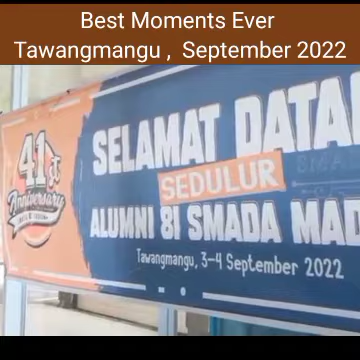 Best Moments Ever
Tawangmangu , September 2022
41st
Anniversary
SELAMAT DATA
SEDULUR
ALUMNI 81 SMADA MAD
Tawangmangu, 3-4 September 2022